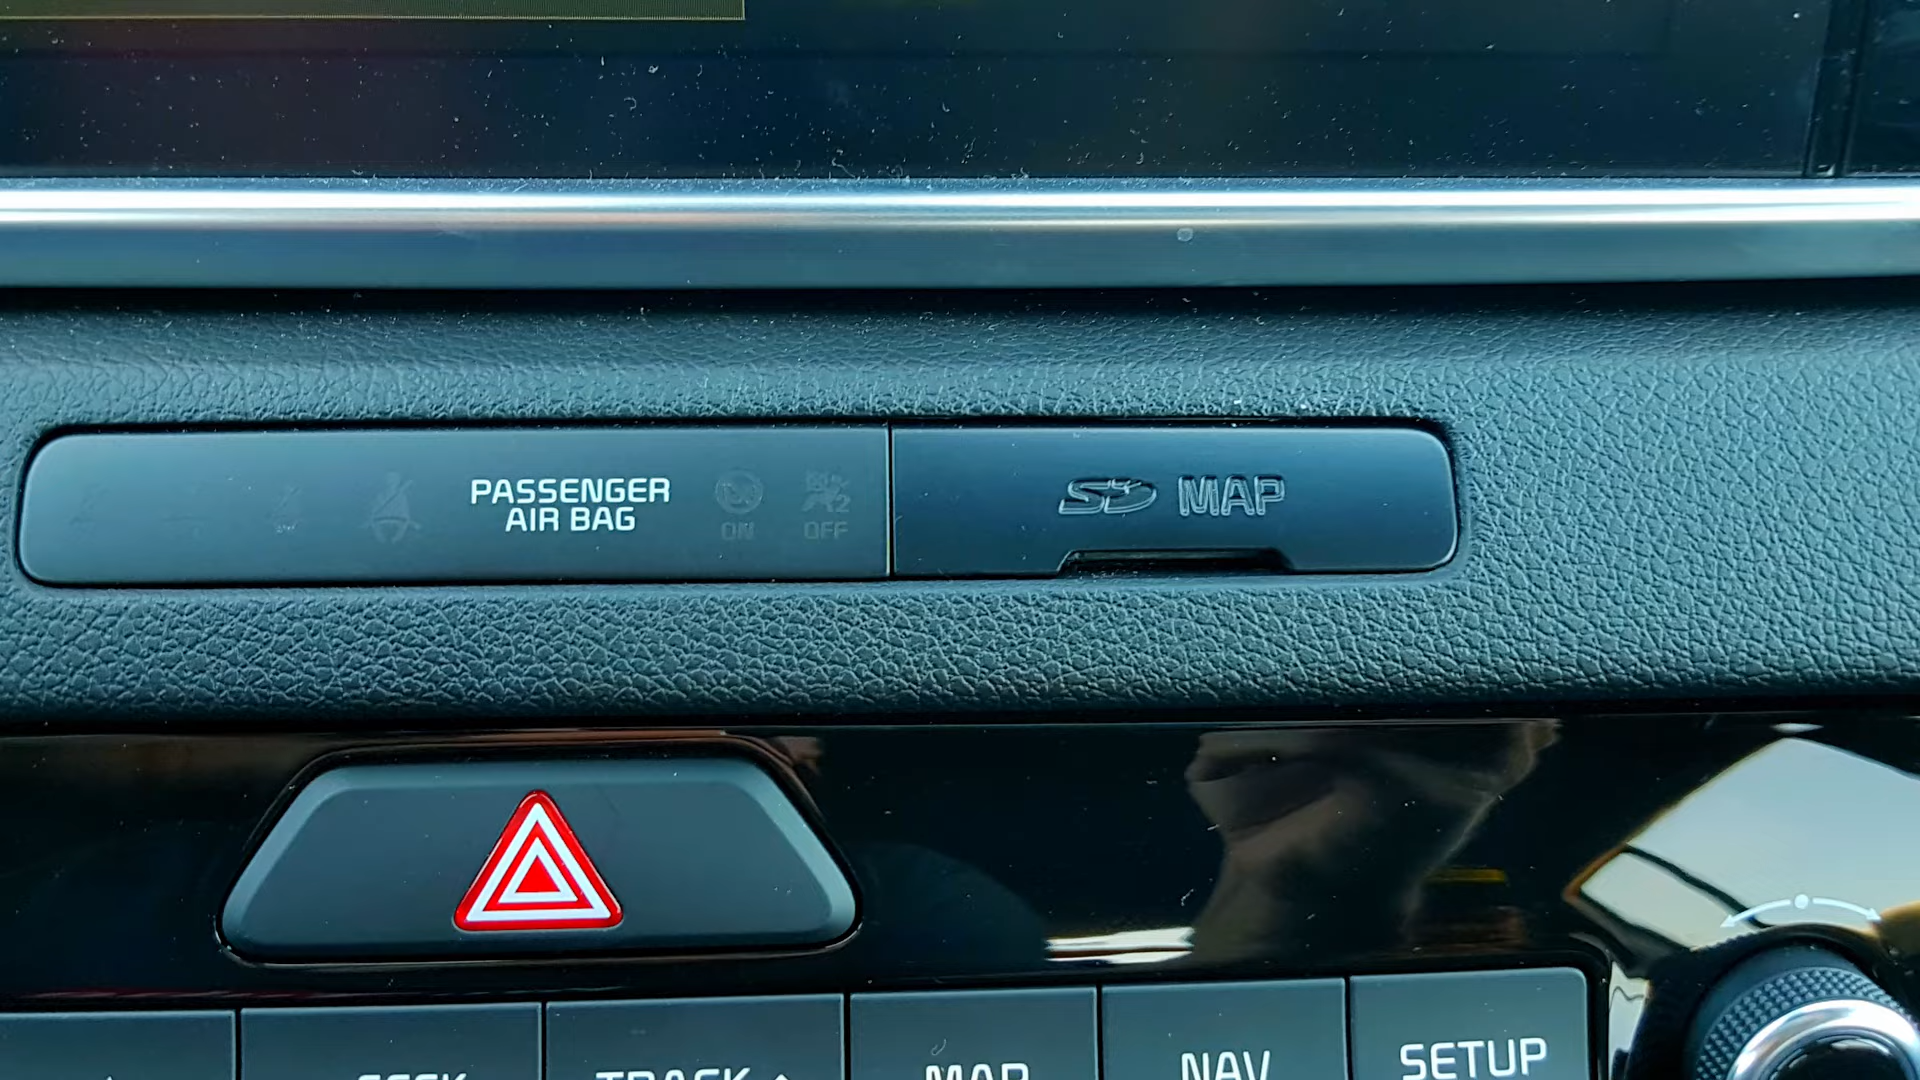 PASSENGER
AIR BAG
ON
OFF
SD MAP
SEEK
TRACK
MAP
NAV
SETUP